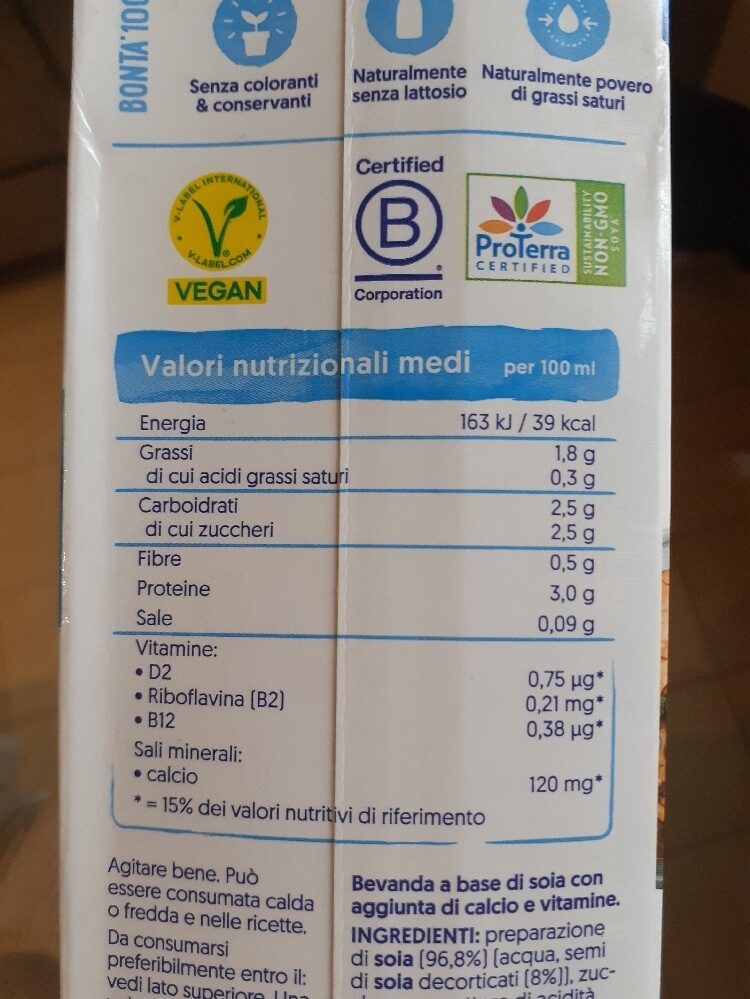 BONTÀ 100
Senza coloranti
& conservanti
Naturalmente
senza lattosio
Naturalmente povero
di grassi saturi
V-LABEL INTERNATIONAL
V-LABEL.COM
VEGAN
Certified
B
Corporation
ProTerra
CERTIFIED
SUSTAINABILITY
NON-GMO
SOYA
Valori nutrizionali medi per 100 ml
Energia 163 kJ / 39 kcal
Grassi 1,8 g
di cui acidi grassi saturi 0,3 g
Carboidrati 2,5 g
di cui zuccheri 2,5 g
Fibre 0,5 g
Proteine 3,0 g
Sale 0,09 g
Vitamine:
• D2 0,75 µg*
• Riboflavina (B2) 0,21 mg*
• B12 0,38 µg*
Sali minerali:
• calcio 120 mg*
* = 15% dei valori nutritivi di riferimento
Agitare bene. Può
essere consumata calda
o fredda e nelle ricette.
Da consumarsi
preferibilmente entro il:
vedi lato superiore. Una
Bevanda a base di soia con
aggiunta di calcio e vitamine.
INGREDIENTI: preparazione
di soia (96,8%) (acqua, semi
di soia decorticati (8%)), zuc-
di acidità